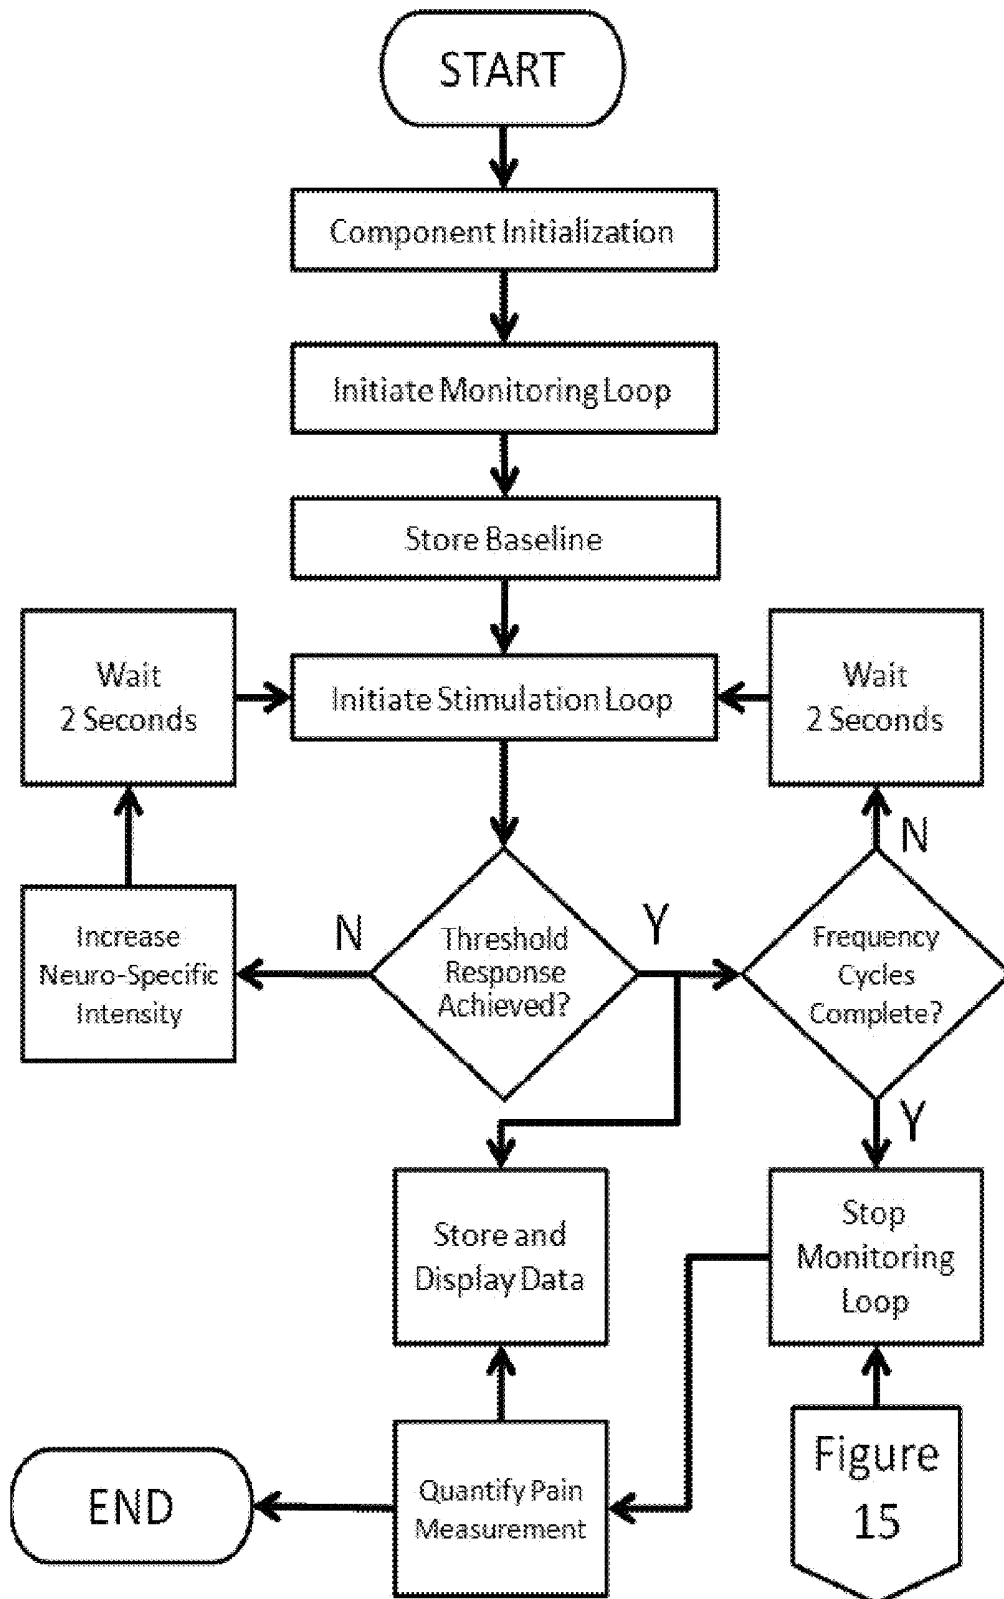 START
Component Initialization
Initiate Monitoring Loop
Store Baseline
Wait
2 Seconds
Initiate Stimulation Loop
Wait
2 Seconds
N
Increase
Neuro-Specific
Intensity
N
Threshold
Response
Achieved?
Y
Frequency
Cycles
Complete?
Y
Store and
Display Data
Stop
Monitoring
Loop
Quantify Pain
Measurement
END
Figure
15